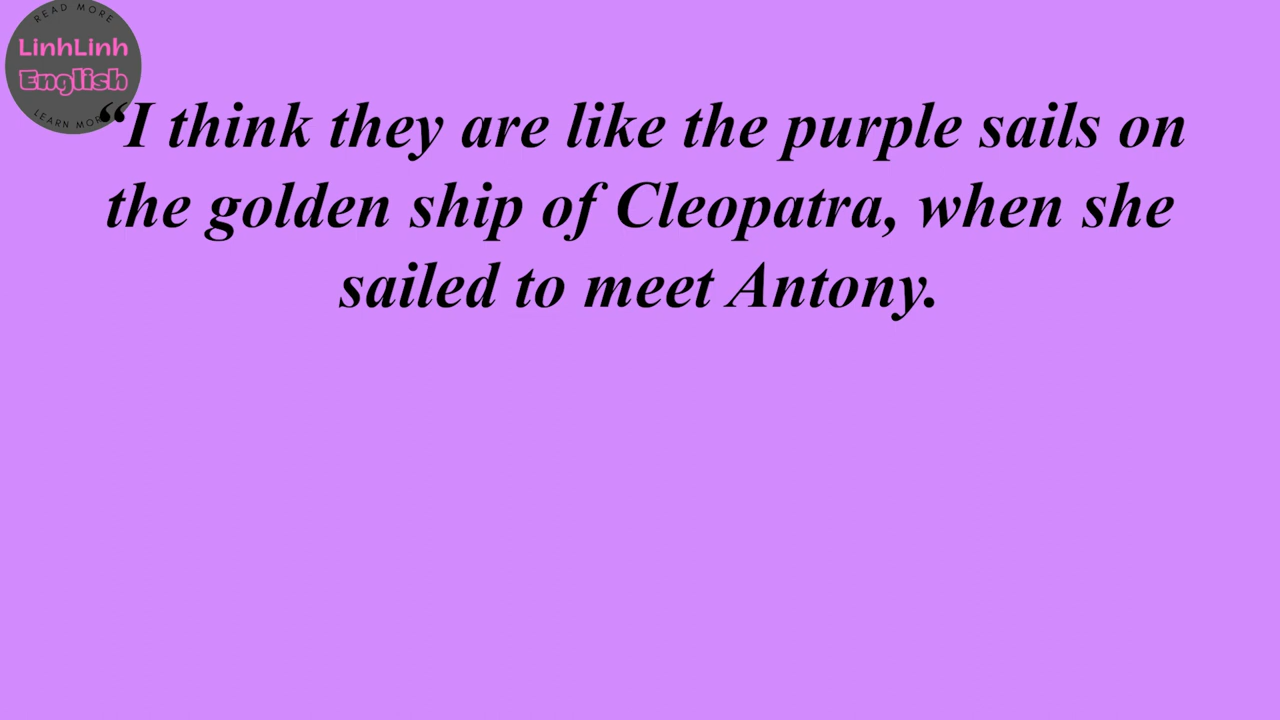 READ MORE
LinhLinh
English
LEARN MORE
“I think they are like the purple sails on
the golden ship of Cleopatra, when she
sailed to meet Antony.